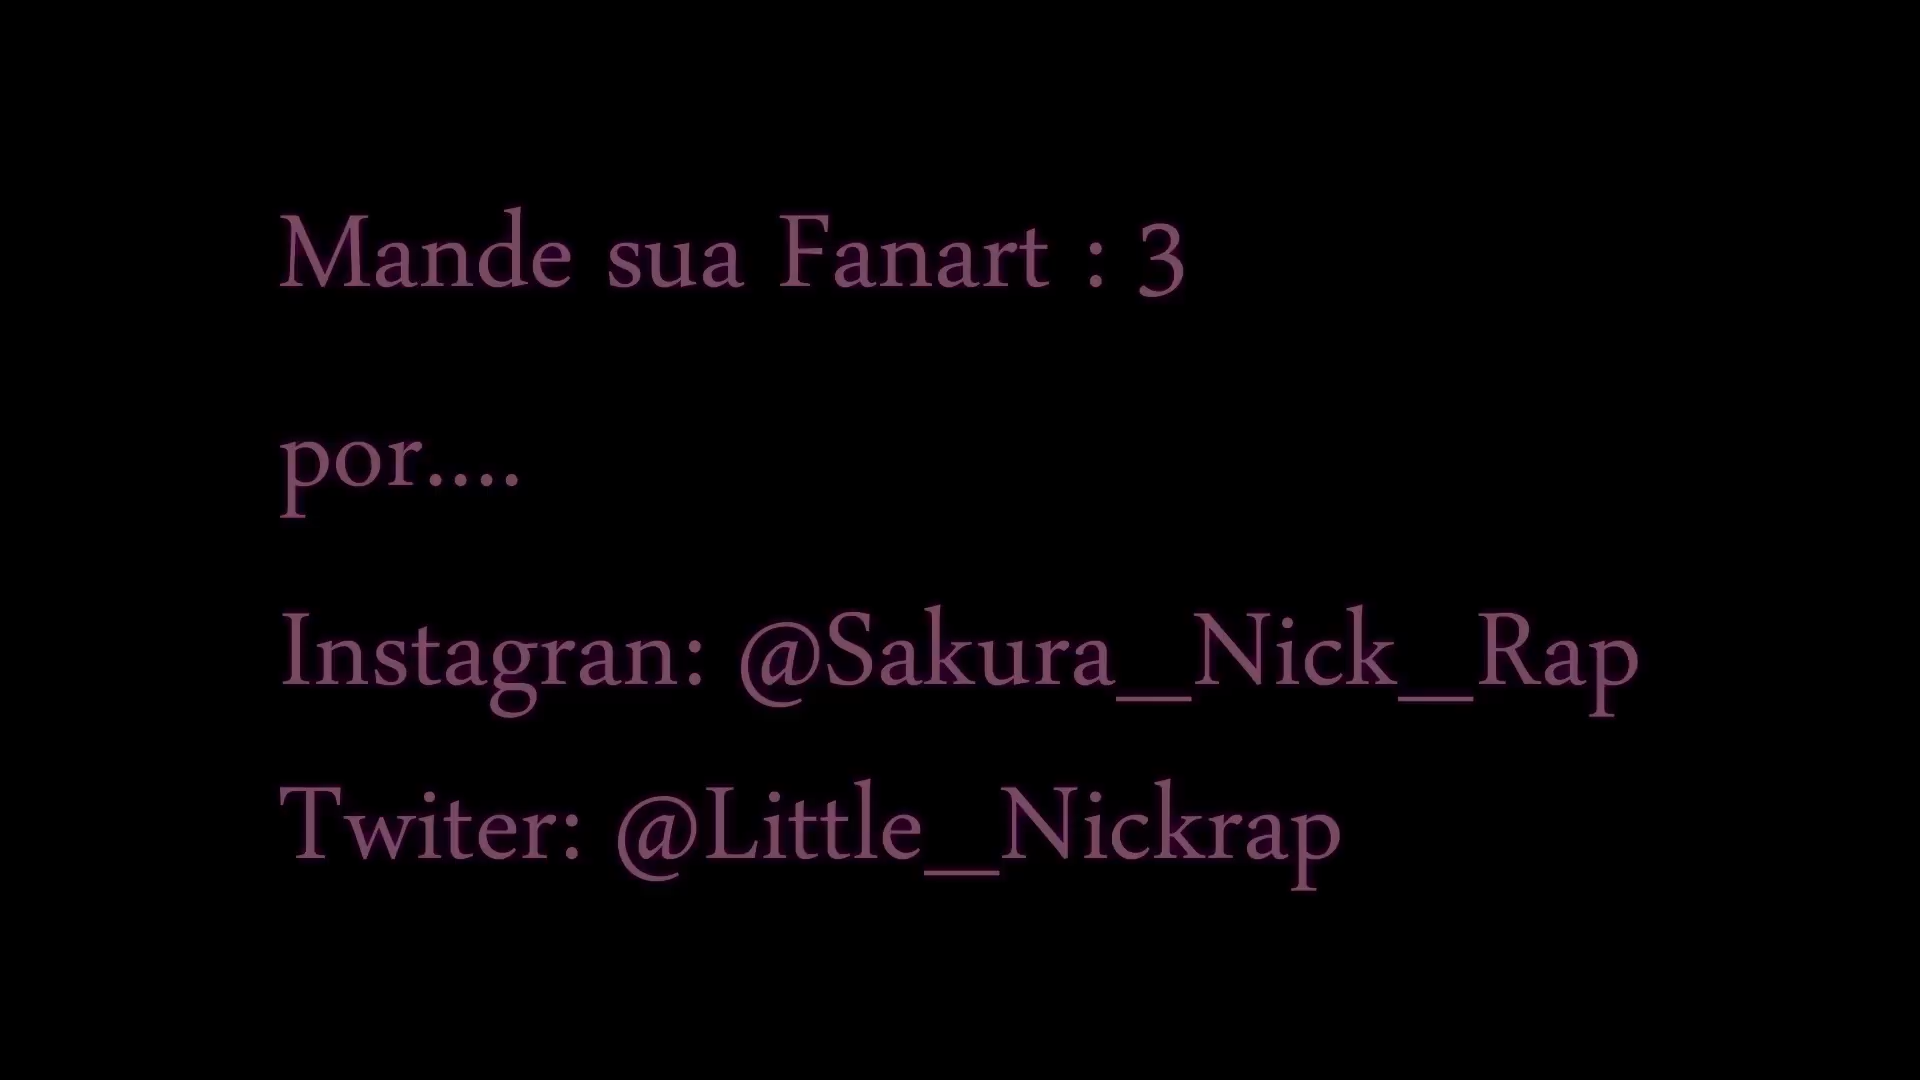 Mande sua Fanart : 3
por....
Instagran: @Sakura_Nick_Rap
Twiter: @Little_Nickrap